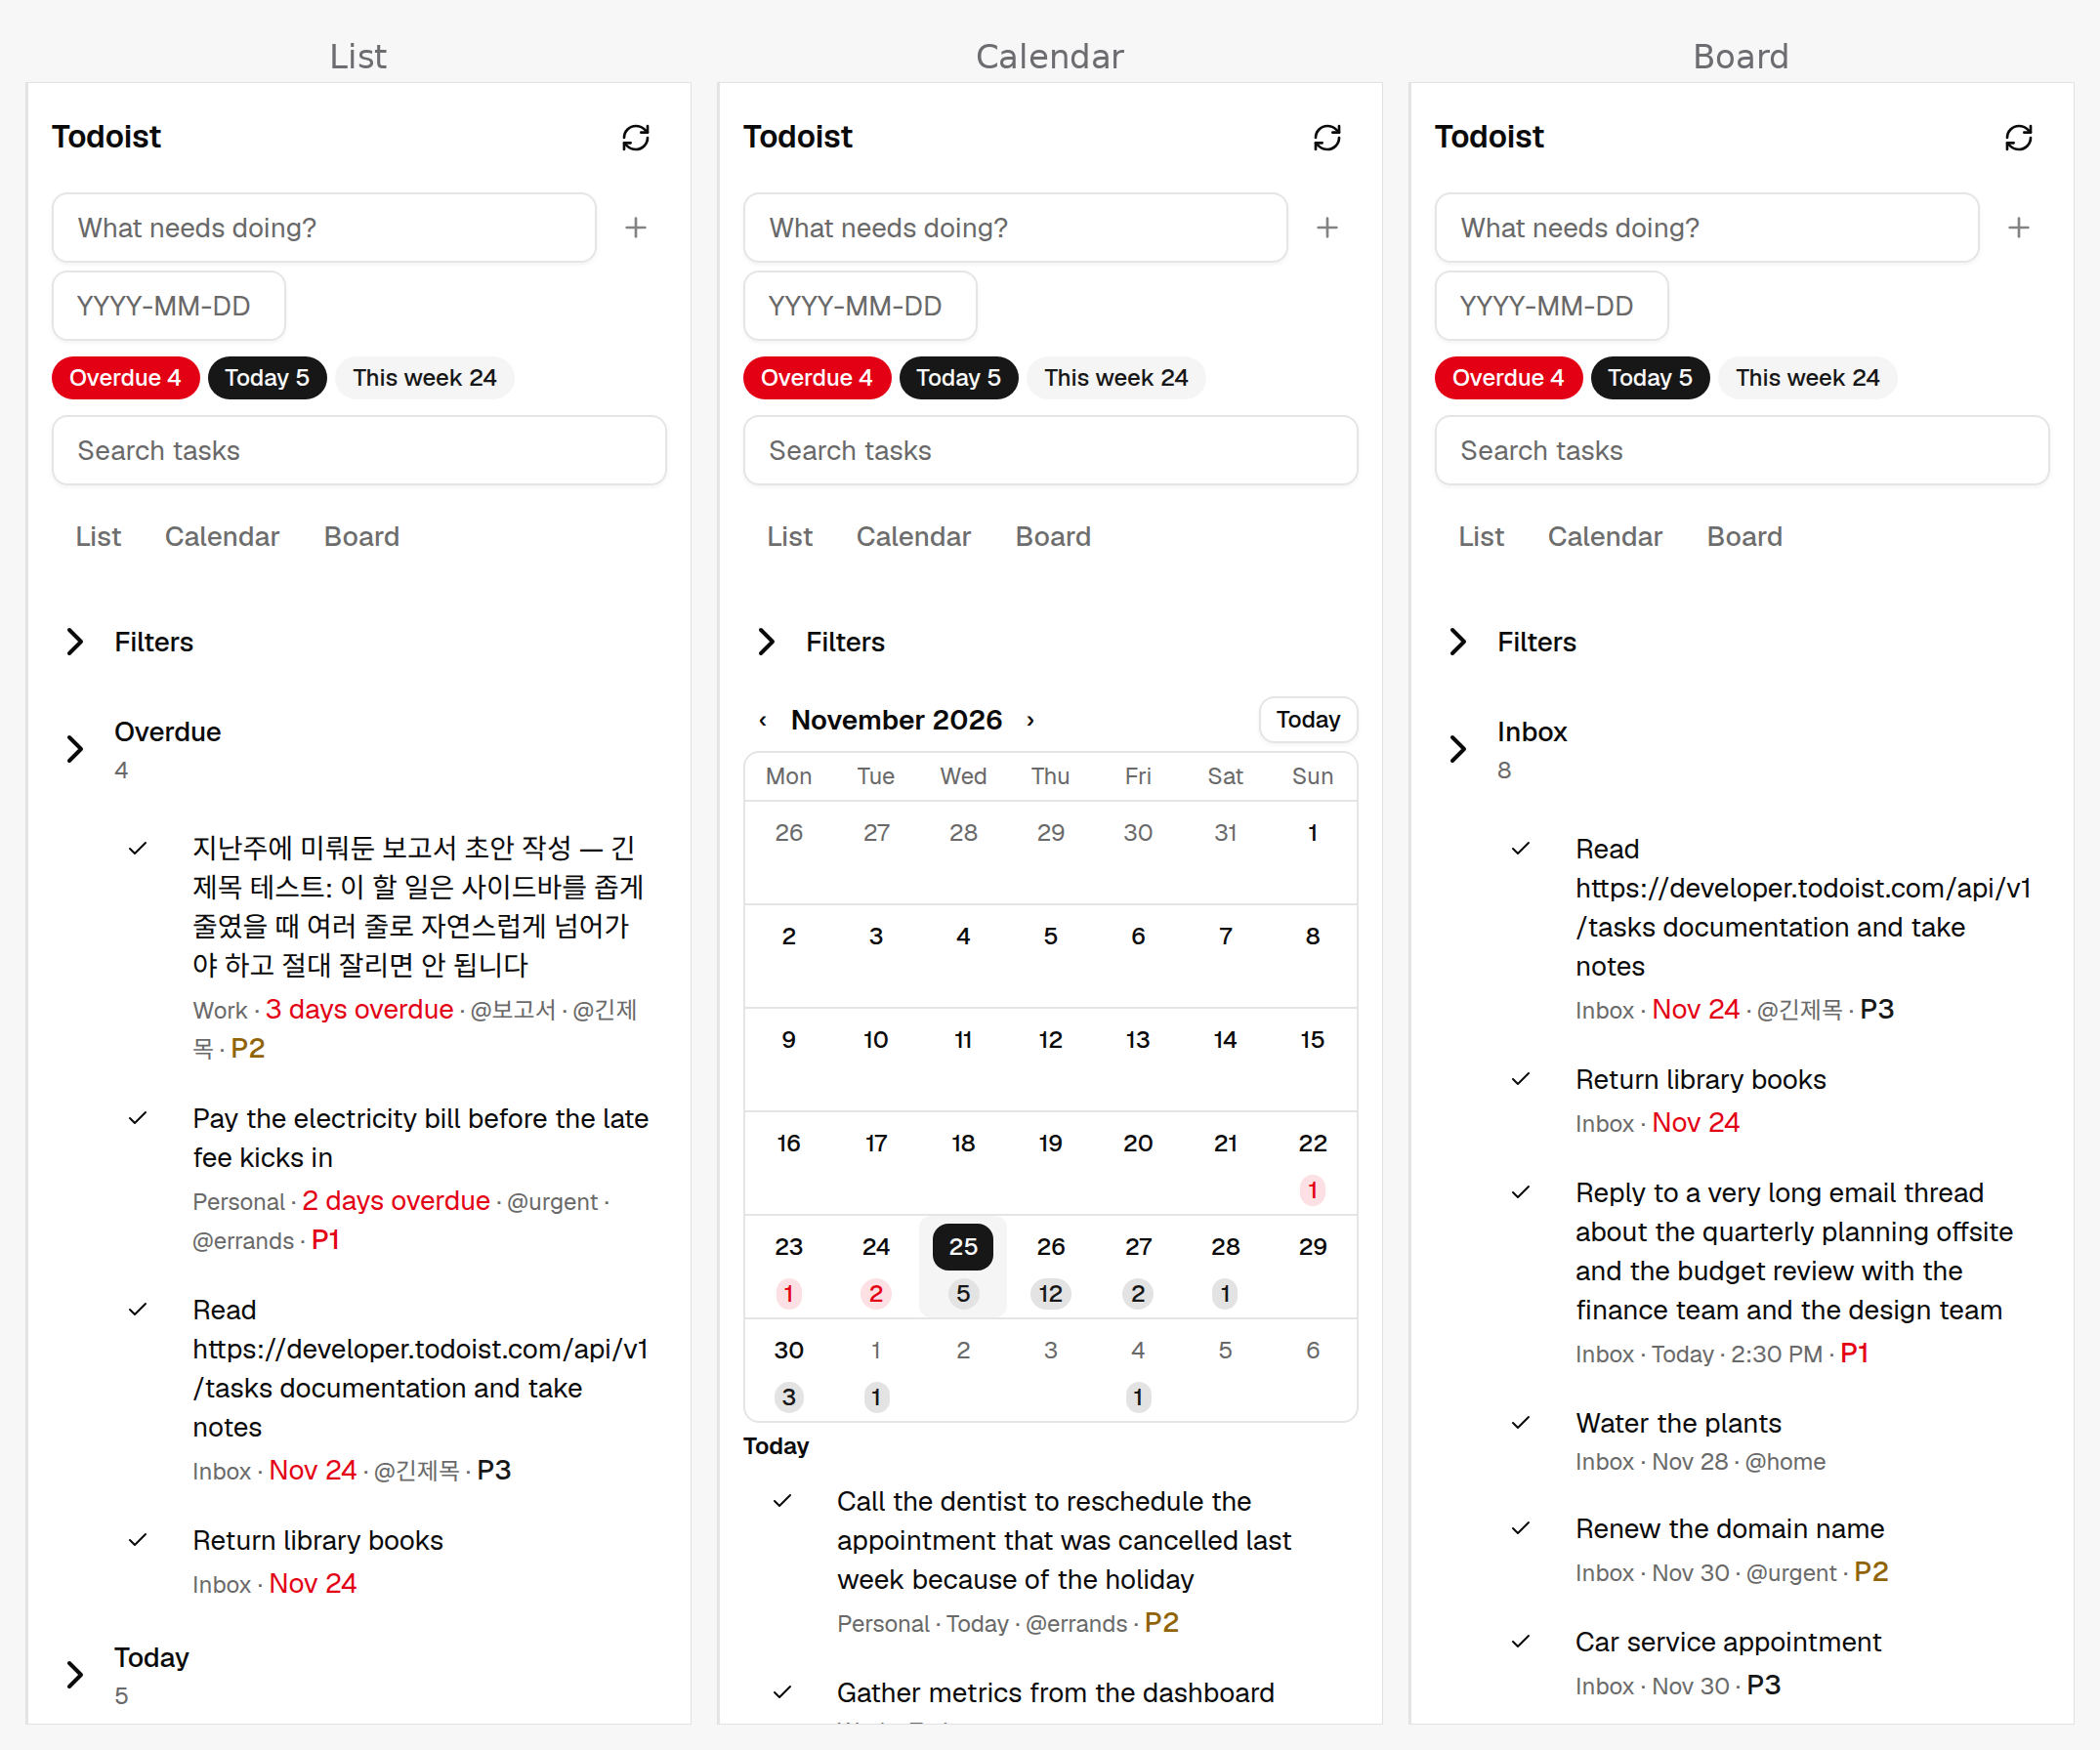 List
Todoist
What needs doing?
YYYY-MM-DD
Overdue 4 Today 5 This week 24
Search tasks
List Calendar Board
Filters
Overdue
4
지난주에 미뤄둔 보고서 초안 작성 — 긴
제목 테스트: 이 할 일은 사이드바를 좁게
줄였을 때 여러 줄로 자연스럽게 넘어가
야 하고 절대 잘리면 안 됩니다
Work · 3 days overdue · @보고서 · @긴제
목 · P2
Pay the electricity bill before the late
fee kicks in
Personal · 2 days overdue · @urgent ·
@errands · P1
Read
https://developer.todoist.com/api/v1
/tasks documentation and take
notes
Inbox · Nov 24 · @긴제목 · P3
Return library books
Inbox · Nov 24
Today
5
Calendar
Todoist
What needs doing?
YYYY-MM-DD
Overdue 4 Today 5 This week 24
Search tasks
List Calendar Board
Filters
‹ November 2026 › Today
Mon Tue Wed Thu Fri Sat Sun
26 27 28 29 30 31 1
2 3 4 5 6 7 8
9 10 11 12 13 14 15
16 17 18 19 20 21 22
1
23 24 25 26 27 28 29
1 2 5 12 2 1
30 1 2 3 4 5 6
3 1 1
Today
Call the dentist to reschedule the
appointment that was cancelled last
week because of the holiday
Personal · Today · @errands · P2
Gather metrics from the dashboard
Board
Todoist
What needs doing?
YYYY-MM-DD
Overdue 4 Today 5 This week 24
Search tasks
List Calendar Board
Filters
Inbox
8
Read
https://developer.todoist.com/api/v1
/tasks documentation and take
notes
Inbox · Nov 24 · @긴제목 · P3
Return library books
Inbox · Nov 24
Reply to a very long email thread
about the quarterly planning offsite
and the budget review with the
finance team and the design team
Inbox · Today · 2:30 PM · P1
Water the plants
Inbox · Nov 28 · @home
Renew the domain name
Inbox · Nov 30 · @urgent · P2
Car service appointment
Inbox · Nov 30 · P3